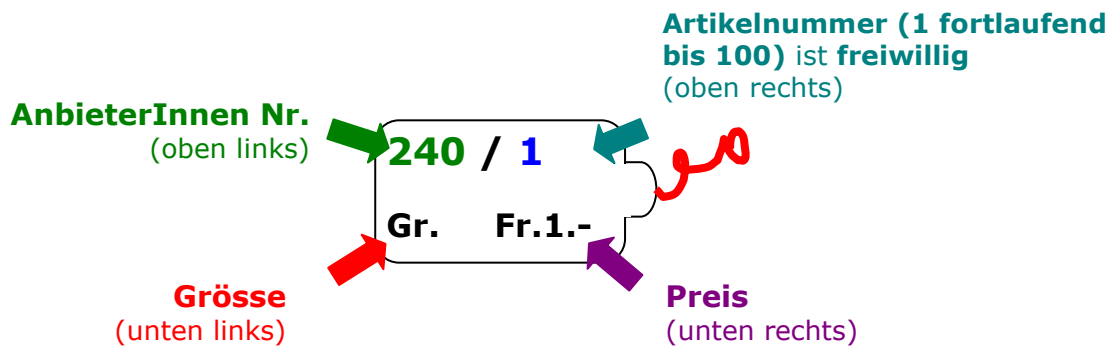 Artikelnummer (1 fortlaufend
bis 100) ist freiwillig
(oben rechts)
AnbieterInnen Nr.
(oben links)
240 / 1
Gr. Fr.1.-
Grösse
(unten links)
Preis
(unten rechts)